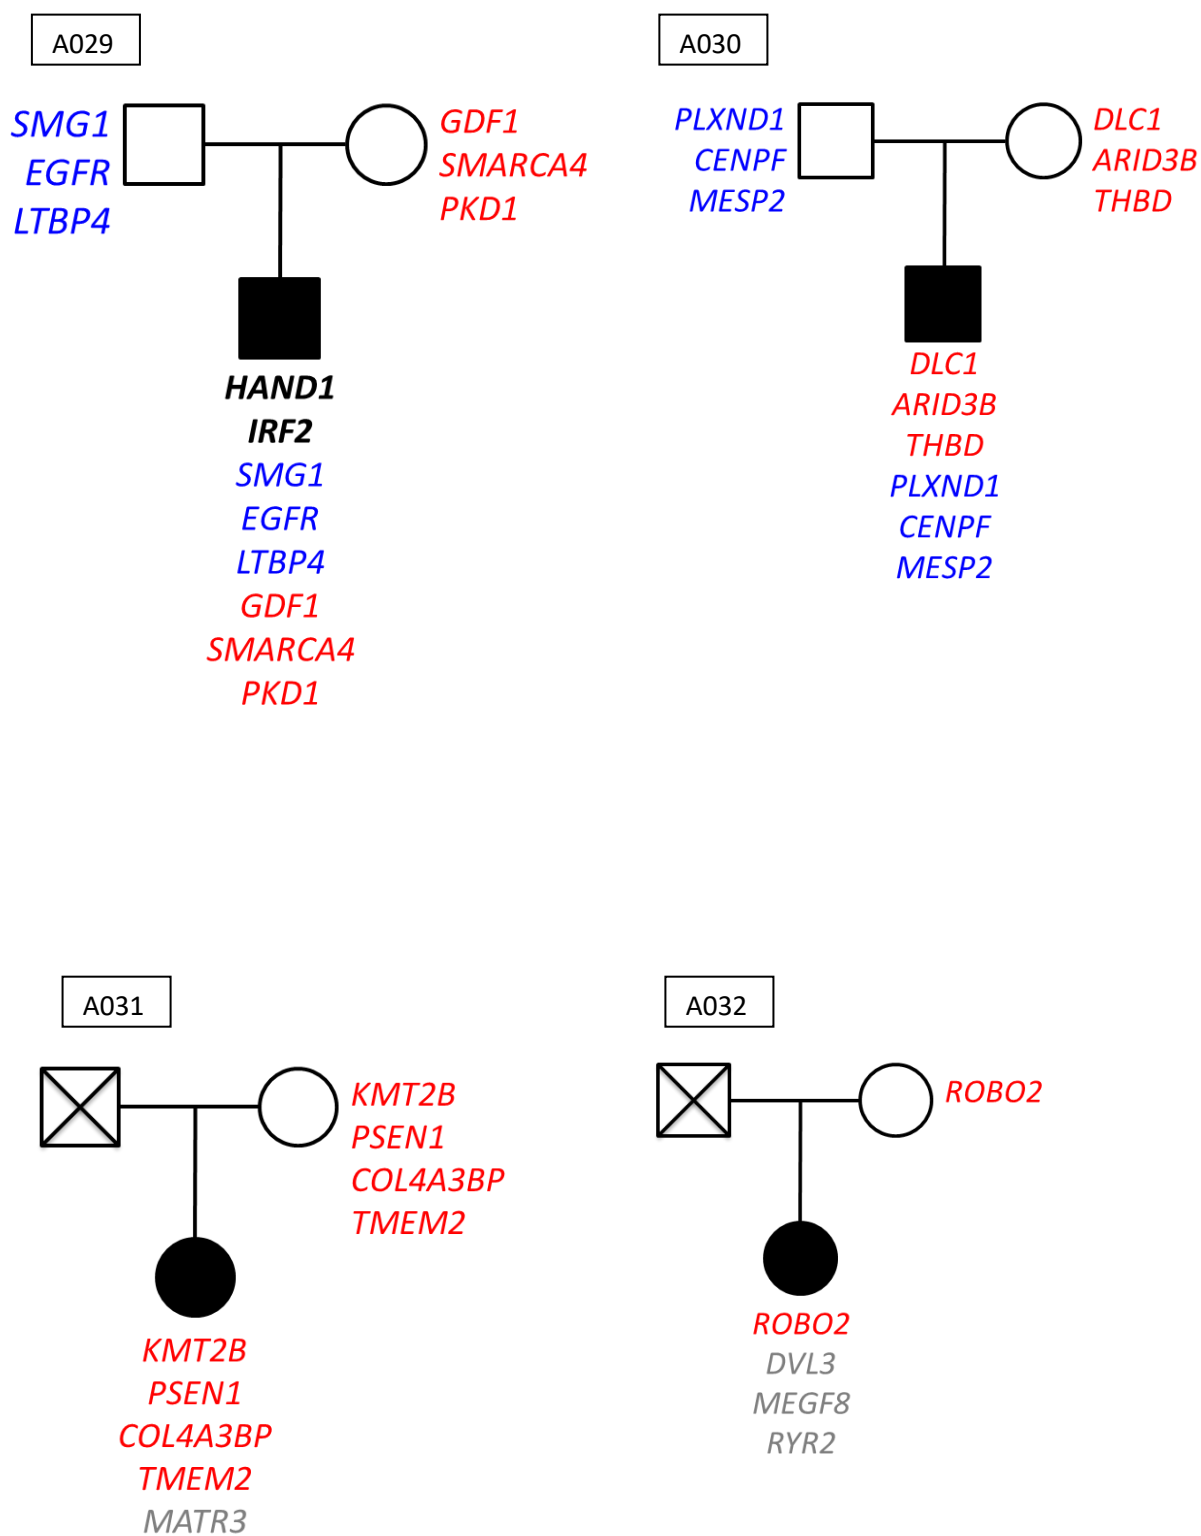 A029
SMG1
EGFR
LTBP4
GDF1
SMARCA4
PKD1
HAND1
IRF2
SMG1
EGFR
LTBP4
GDF1
SMARCA4
PKD1
A030
PLXND1
CENPF
MESP2
DLC1
ARID3B
THBD
DLC1
ARID3B
THBD
PLXND1
CENPF
MESP2
A031
KMT2B
PSEN1
COL4A3BP
TMEM2
KMT2B
PSEN1
COL4A3BP
TMEM2
MATR3
A032
ROBO2
ROBO2
DVL3
MEGF8
RYR2